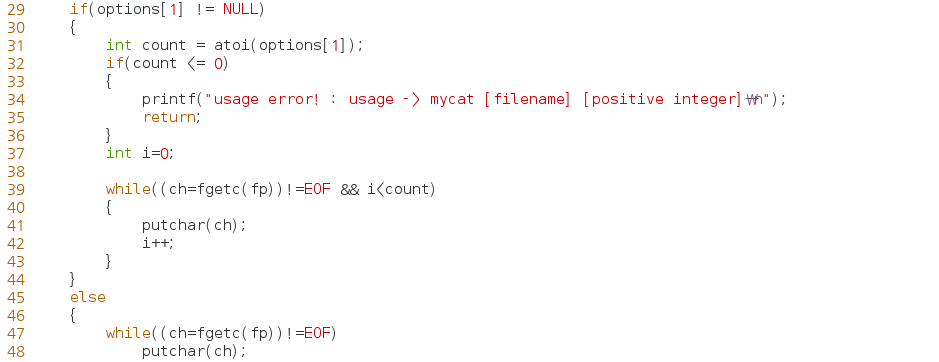 29 if(options[1] != NULL)
30 {
31 int count = atoi(options[1]);
32 if(count <= 0)
33 {
34 printf("usage error! : usage -> mycat [filename] [positive integer]₩n");
35 return;
36 }
37 int i=0;
38
39 while((ch=fgetc(fp))!=EOF && i<count)
40 {
41 putchar(ch);
42 i++;
43 }
44 }
45 else
46 {
47 while((ch=fgetc(fp))!=EOF)
48 putchar(ch);